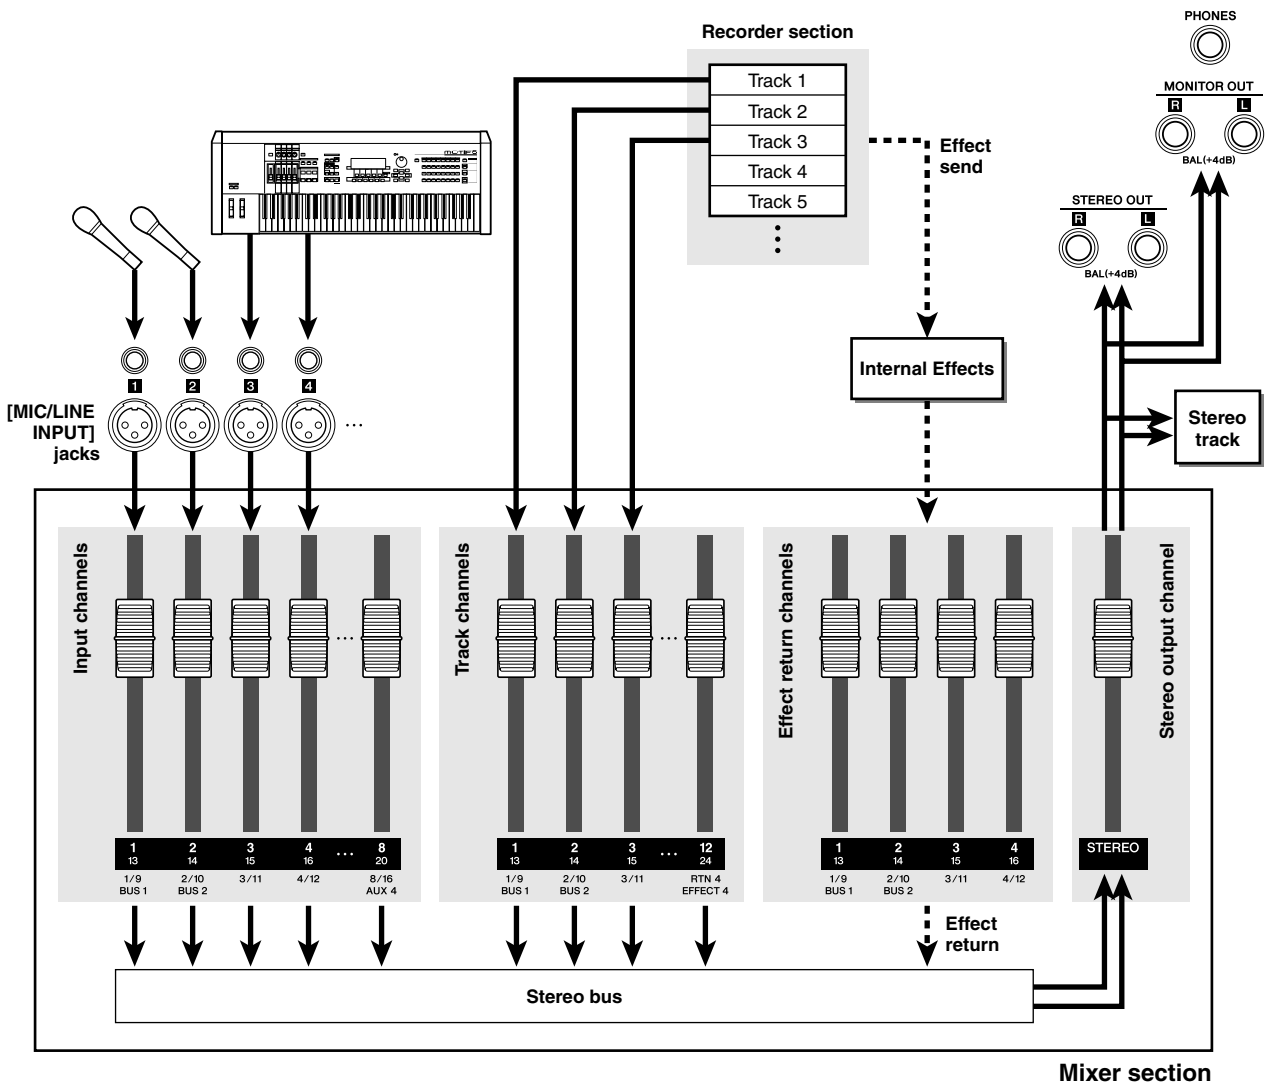 PHONES
Recorder section
MONITOR OUT
R L
BAL(+4dB)
Track 1
Track 2
Track 3
Track 4
Track 5
Effect
send
STEREO OUT
R L
BAL(+4dB)
Internal Effects
1 2 3 4
[MIC/LINE
INPUT]
jacks
...
Stereo
track
Input channels
Track channels
Effect return channels
Stereo output channel
... ...
1 2 3 4 ... 8
13 14 15 16 20
1/9 2/10 3/11 4/12 8/16
BUS 1 BUS 2 AUX 4
1 2 3 ... 12
13 14 15 24
1/9 2/10 3/11 RTN 4
BUS 1 BUS 2 EFFECT 4
1 2 3 4
13 14 15 16
1/9 2/10 3/11 4/12
BUS 1 BUS 2
STEREO
Effect
return
Stereo bus
Mixer section